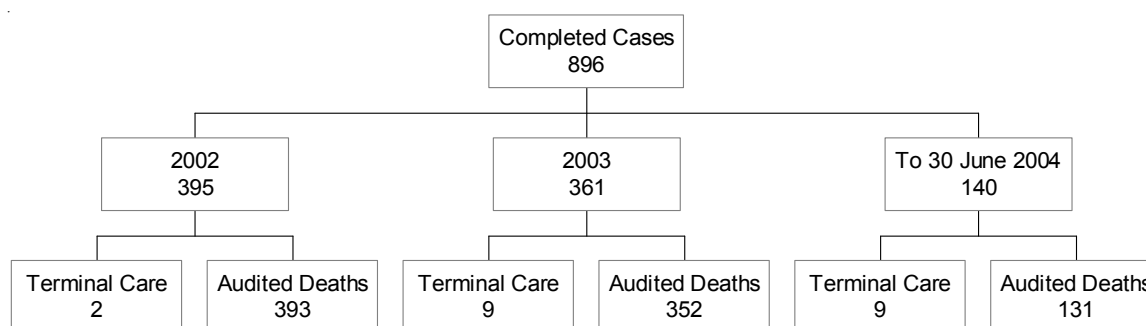 Completed Cases
896
2002
395
2003
361
To 30 June 2004
140
Terminal Care
2
Audited Deaths
393
Terminal Care
9
Audited Deaths
352
Terminal Care
9
Audited Deaths
131